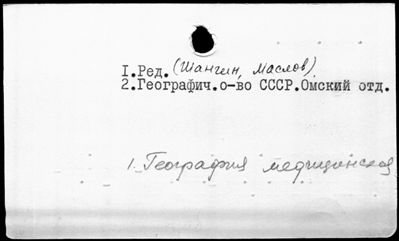 I.Ред. (Шангин, Маслов)
2.Географич.о-во СССР.Омский отд.
1. География медицинская